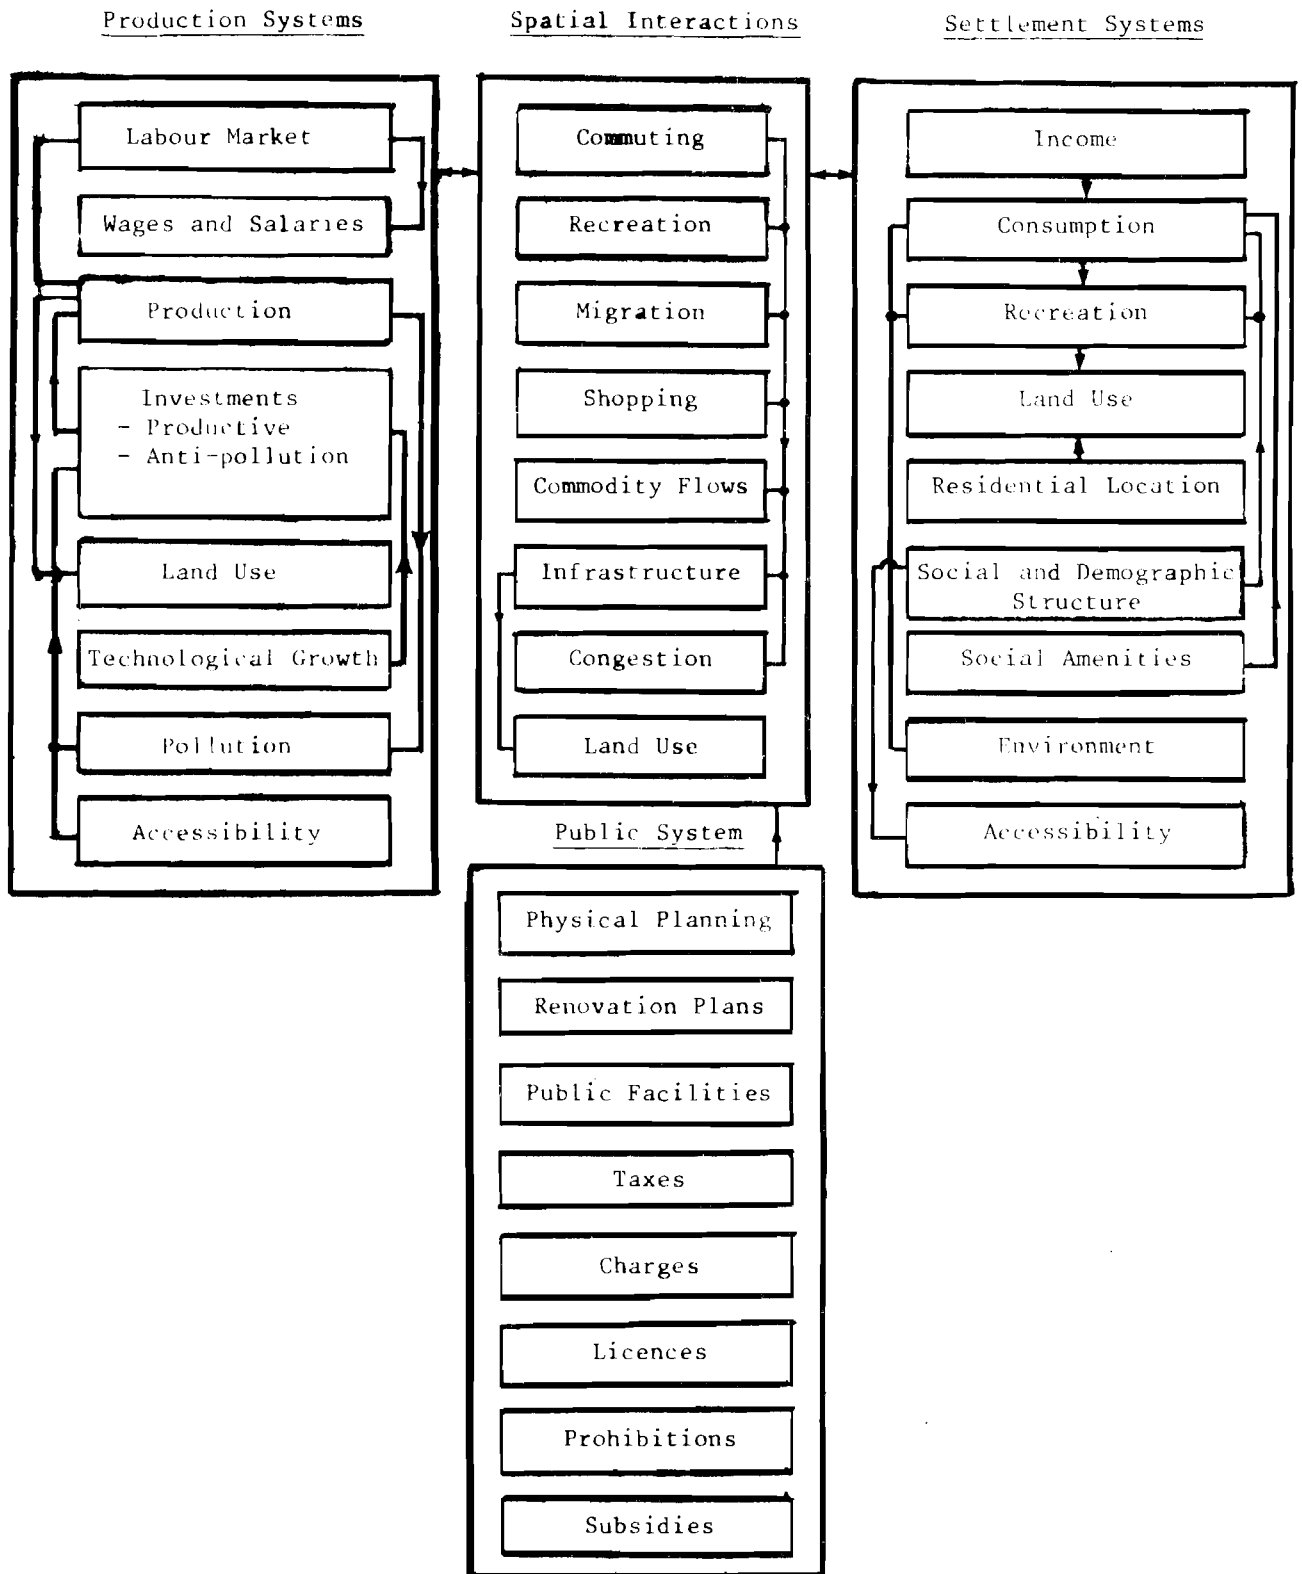 Production Systems
Labour Market
Wages and Salaries
Production
Investments
- Productive
- Anti-pollution
Land Use
Technological Growth
Pollution
Accessibility
Spatial Interactions
Commuting
Recreation
Migration
Shopping
Commodity Flows
Infrastructure
Congestion
Land Use
Settlement Systems
Income
Consumption
Recreation
Land Use
Residential Location
Social and Demographic
Structure
Social Amenities
Environment
Accessibility
Public System
Physical Planning
Renovation Plans
Public Facilities
Taxes
Charges
Licences
Prohibitions
Subsidies